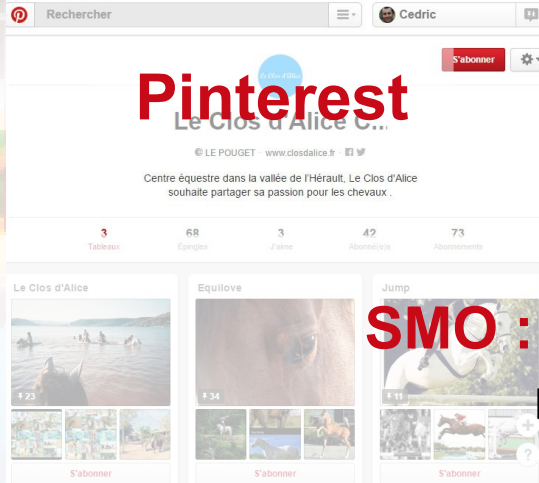 Rechercher
Cedric
S'abonner
Le Clos d'Alice
Pinterest
Le Clos d'Alice C...
LE POUGET · www.closdalice.fr ·
Centre équestre dans la vallée de l'Hérault, Le Clos d'Alice
souhaite partager sa passion pour les chevaux .
3 68 3 42 73
Tableaux Épingles J'aime Abonné(e)s Abonnements
Le Clos d'Alice Equilove Jump
SMO :
23 34 11
S'abonner S'abonner S'abonner
+
?